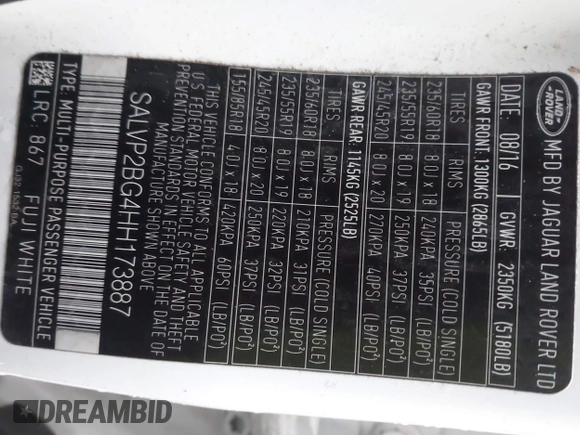 LAND-
ROVER
MFD BY JAGUAR LAND ROVER LTD
DATE: 08/16 GVWR: 2350KG (5180LB)
GAWR FRONT 1300KG (2865LB)
TIRES RIMS PRESSURE (COLD SINGLE)
235/60R18 8.0J x 18 240KPA 35PSI (LB/PO²)
235/55R19 8.0J x 19 250KPA 37PSI (LB/PO²)
245/45R20 8.0J x 20 270KPA 40PSI (LB/PO²)
GAWR REAR 1145KG (2525LB)
TIRES RIMS PRESSURE (COLD SINGLE)
235/60R18 8.0J x 18 210KPA 31PSI (LB/PO²)
235/55R19 8.0J x 19 220KPA 32PSI (LB/PO²)
245/45R20 8.0J x 20 250KPA 37PSI (LB/PO²)
155/85R18 4.0J x 18 420KPA 60PSI (LB/PO²)
THIS VEHICLE CONFORMS TO ALL APPLICABLE
U.S FEDERAL MOTOR VEHICLE SAFETY AND THEFT
PREVENTION STANDARDS IN EFFECT ON THE DATE OF
MANUFACTURE SHOWN ABOVE
SALVP2BG4HH173887
TYPE: MULTI-PURPOSE PASSENGER VEHICLE
LRC: 867 FUJI WHITE
DREAMBID